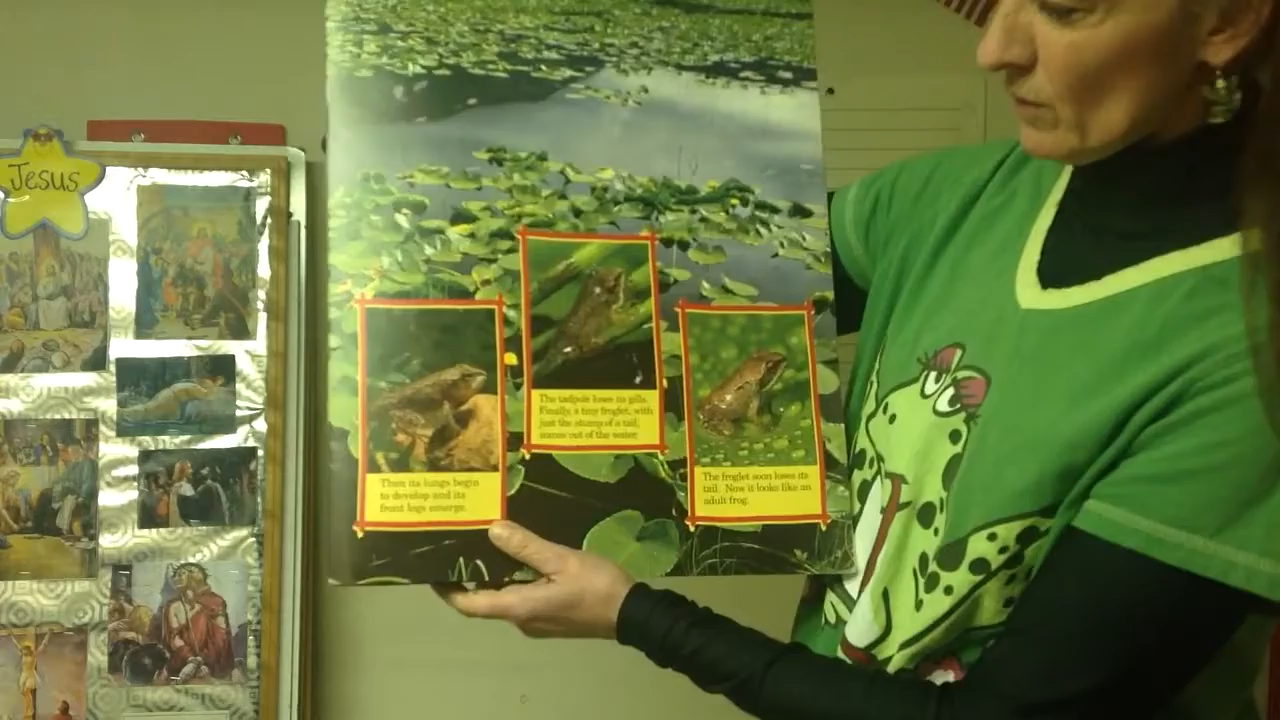 Jesus
Then its lungs begin
to develop and its
front legs emerge.
The tadpole loses its gills.
Finally, a tiny froglet, with
just the stump of a tail,
comes out of the water.
The froglet soon loses its
tail. Now it looks like an
adult frog.